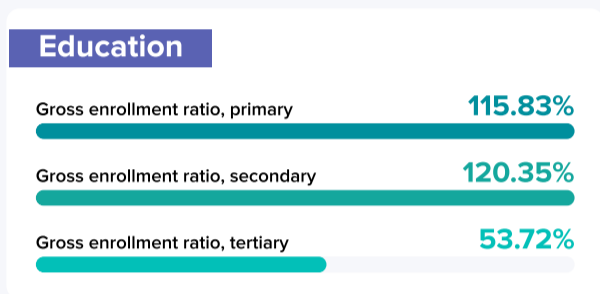 Education
Gross enrollment ratio, primary 115.83%
Gross enrollment ratio, secondary 120.35%
Gross enrollment ratio, tertiary 53.72%